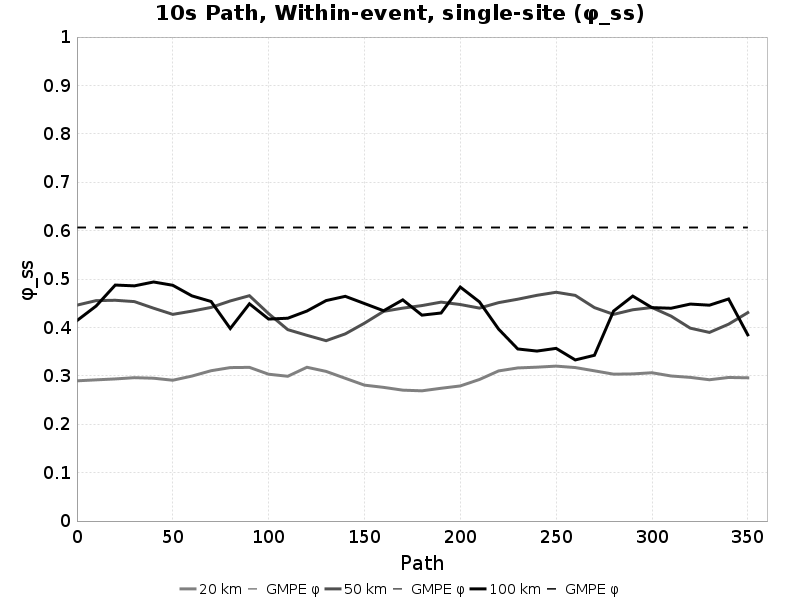 10s Path, Within-event, single-site (φ_ss)
1
0.9
0.8
0.7
0.6
0.5
0.4
0.3
0.2
0.1
0
φ_ss
0 50 100 150 200 250 300 350
Path
20 km GMPE φ 50 km GMPE φ 100 km GMPE φ